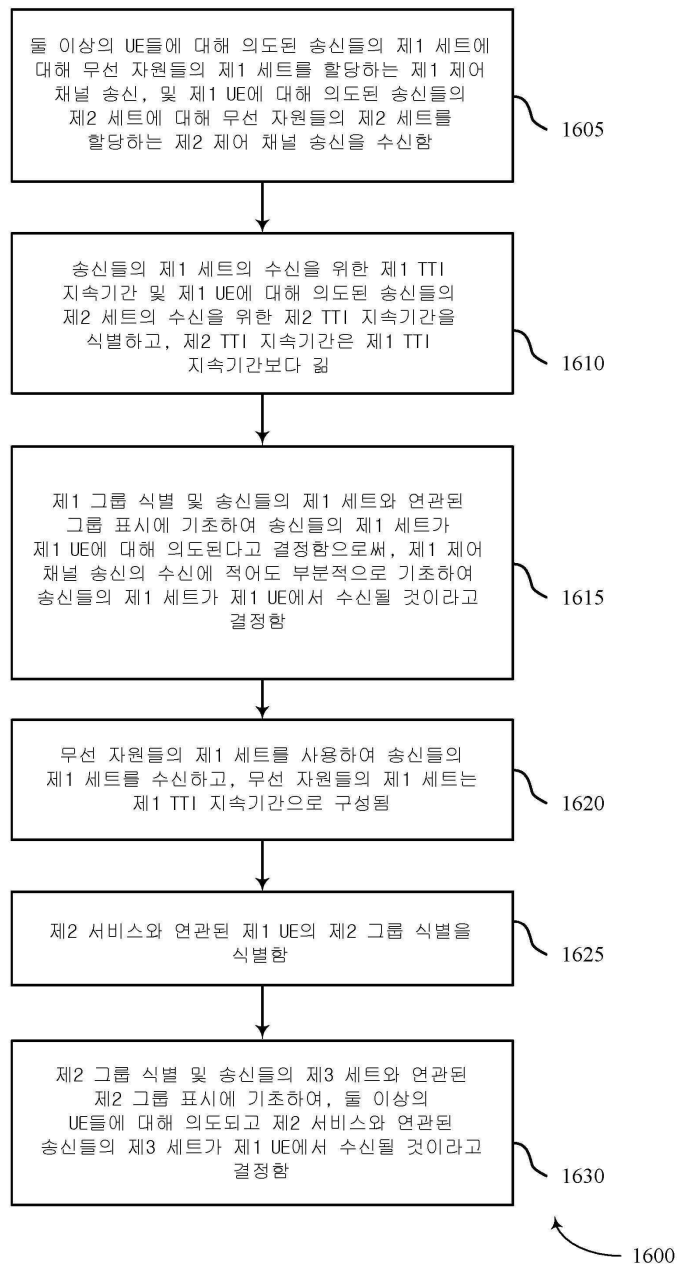 둘 이상의 UE들에 대해 의도된 송신들의 제1 세트에
대해 무선 자원들의 제1 세트를 할당하는 제1 제어
채널 송신, 및 제1 UE에 대해 의도된 송신들의
제2 세트에 대해 무선 자원들의 제2 세트를
할당하는 제2 제어 채널 송신을 수신함
1605
송신들의 제1 세트의 수신을 위한 제1 TTI
지속기간 및 제1 UE에 대해 의도된 송신들의
제2 세트의 수신을 위한 제2 TTI 지속기간을
식별하고, 제2 TTI 지속기간은 제1 TTI
지속기간보다 긺
1610
제1 그룹 식별 및 송신들의 제1 세트와 연관된
그룹 표시에 기초하여 송신들의 제1 세트가
제1 UE에 대해 의도된다고 결정함으로써, 제1 제어
채널 송신의 수신에 적어도 부분적으로 기초하여
송신들의 제1 세트가 제1 UE에서 수신될 것이라고
결정함
1615
무선 자원들의 제1 세트를 사용하여 송신들의
제1 세트를 수신하고, 무선 자원들의 제1 세트는
제1 TTI 지속기간으로 구성됨
1620
제2 서비스와 연관된 제1 UE의 제2 그룹 식별을
식별함
1625
제2 그룹 식별 및 송신들의 제3 세트와 연관된
제2 그룹 표시에 기초하여, 둘 이상의
UE들에 대해 의도되고 제2 서비스와 연관된
송신들의 제3 세트가 제1 UE에서 수신될 것이라고
결정함
1630
1600